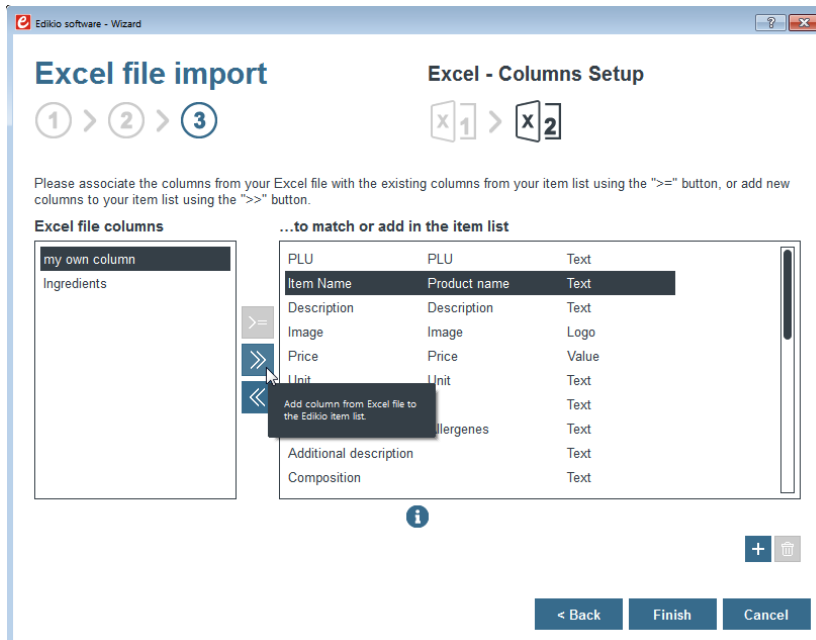 Edikio software - Wizard
?
Excel file import
Excel - Columns Setup
1 > 2 > 3
X 1 > X 2
Please associate the columns from your Excel file with the existing columns from your item list using the ">=" button, or add new
columns to your item list using the ">>" button.
Excel file columns
...to match or add in the item list
my own column
Ingredients
>=
PLU PLU Text
Item Name Product name Text
Description Description Text
Image Image Logo
Price Price Value
Unit Unit Text
Text
Allergenes Text
Additional description Text
Composition Text
Add column from Excel file to
the Edikio item list.
i
+
< Back Finish Cancel